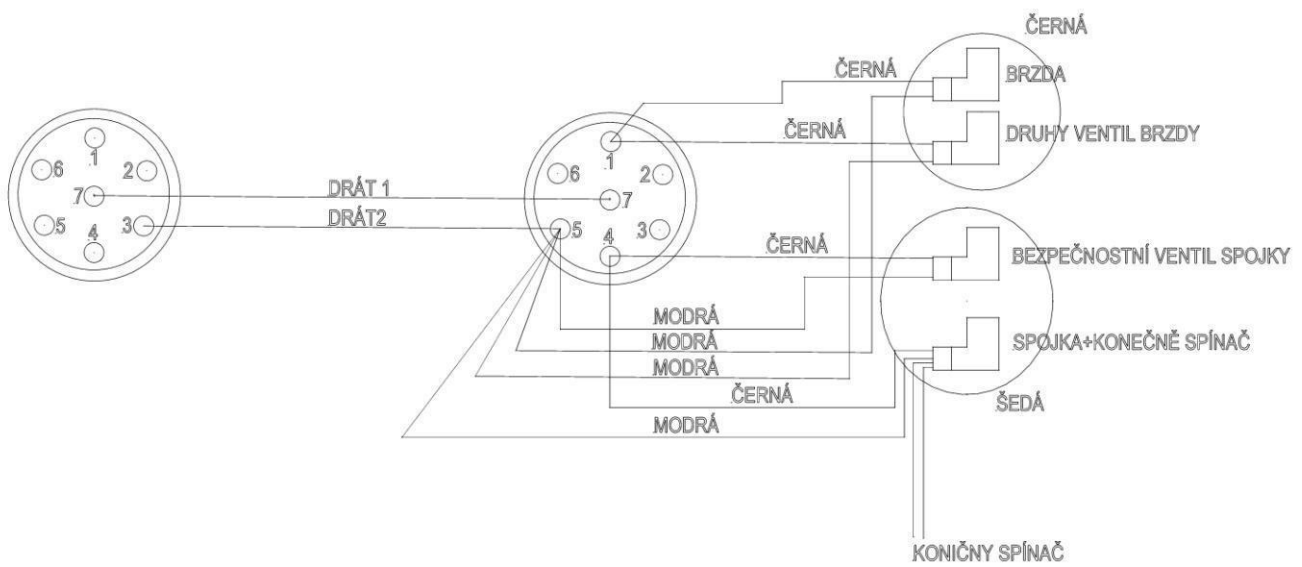 ČERNÁ
ČERNÁ
BRZDA
ČERNÁ
DRUHY VENTIL BRZDY
1
6
2
7
5
4
3
DRÁT 1
DRÁT2
1
6
2
7
5
4
3
ČERNÁ
BEZPEČNOSTNÍ VENTIL SPOJKY
MODRÁ
MODRÁ
SPOJKA+KONEČNĚ SPÍNAČ
MODRÁ
ČERNÁ
ŠEDÁ
MODRÁ
KONIČNY SPÍNAČ